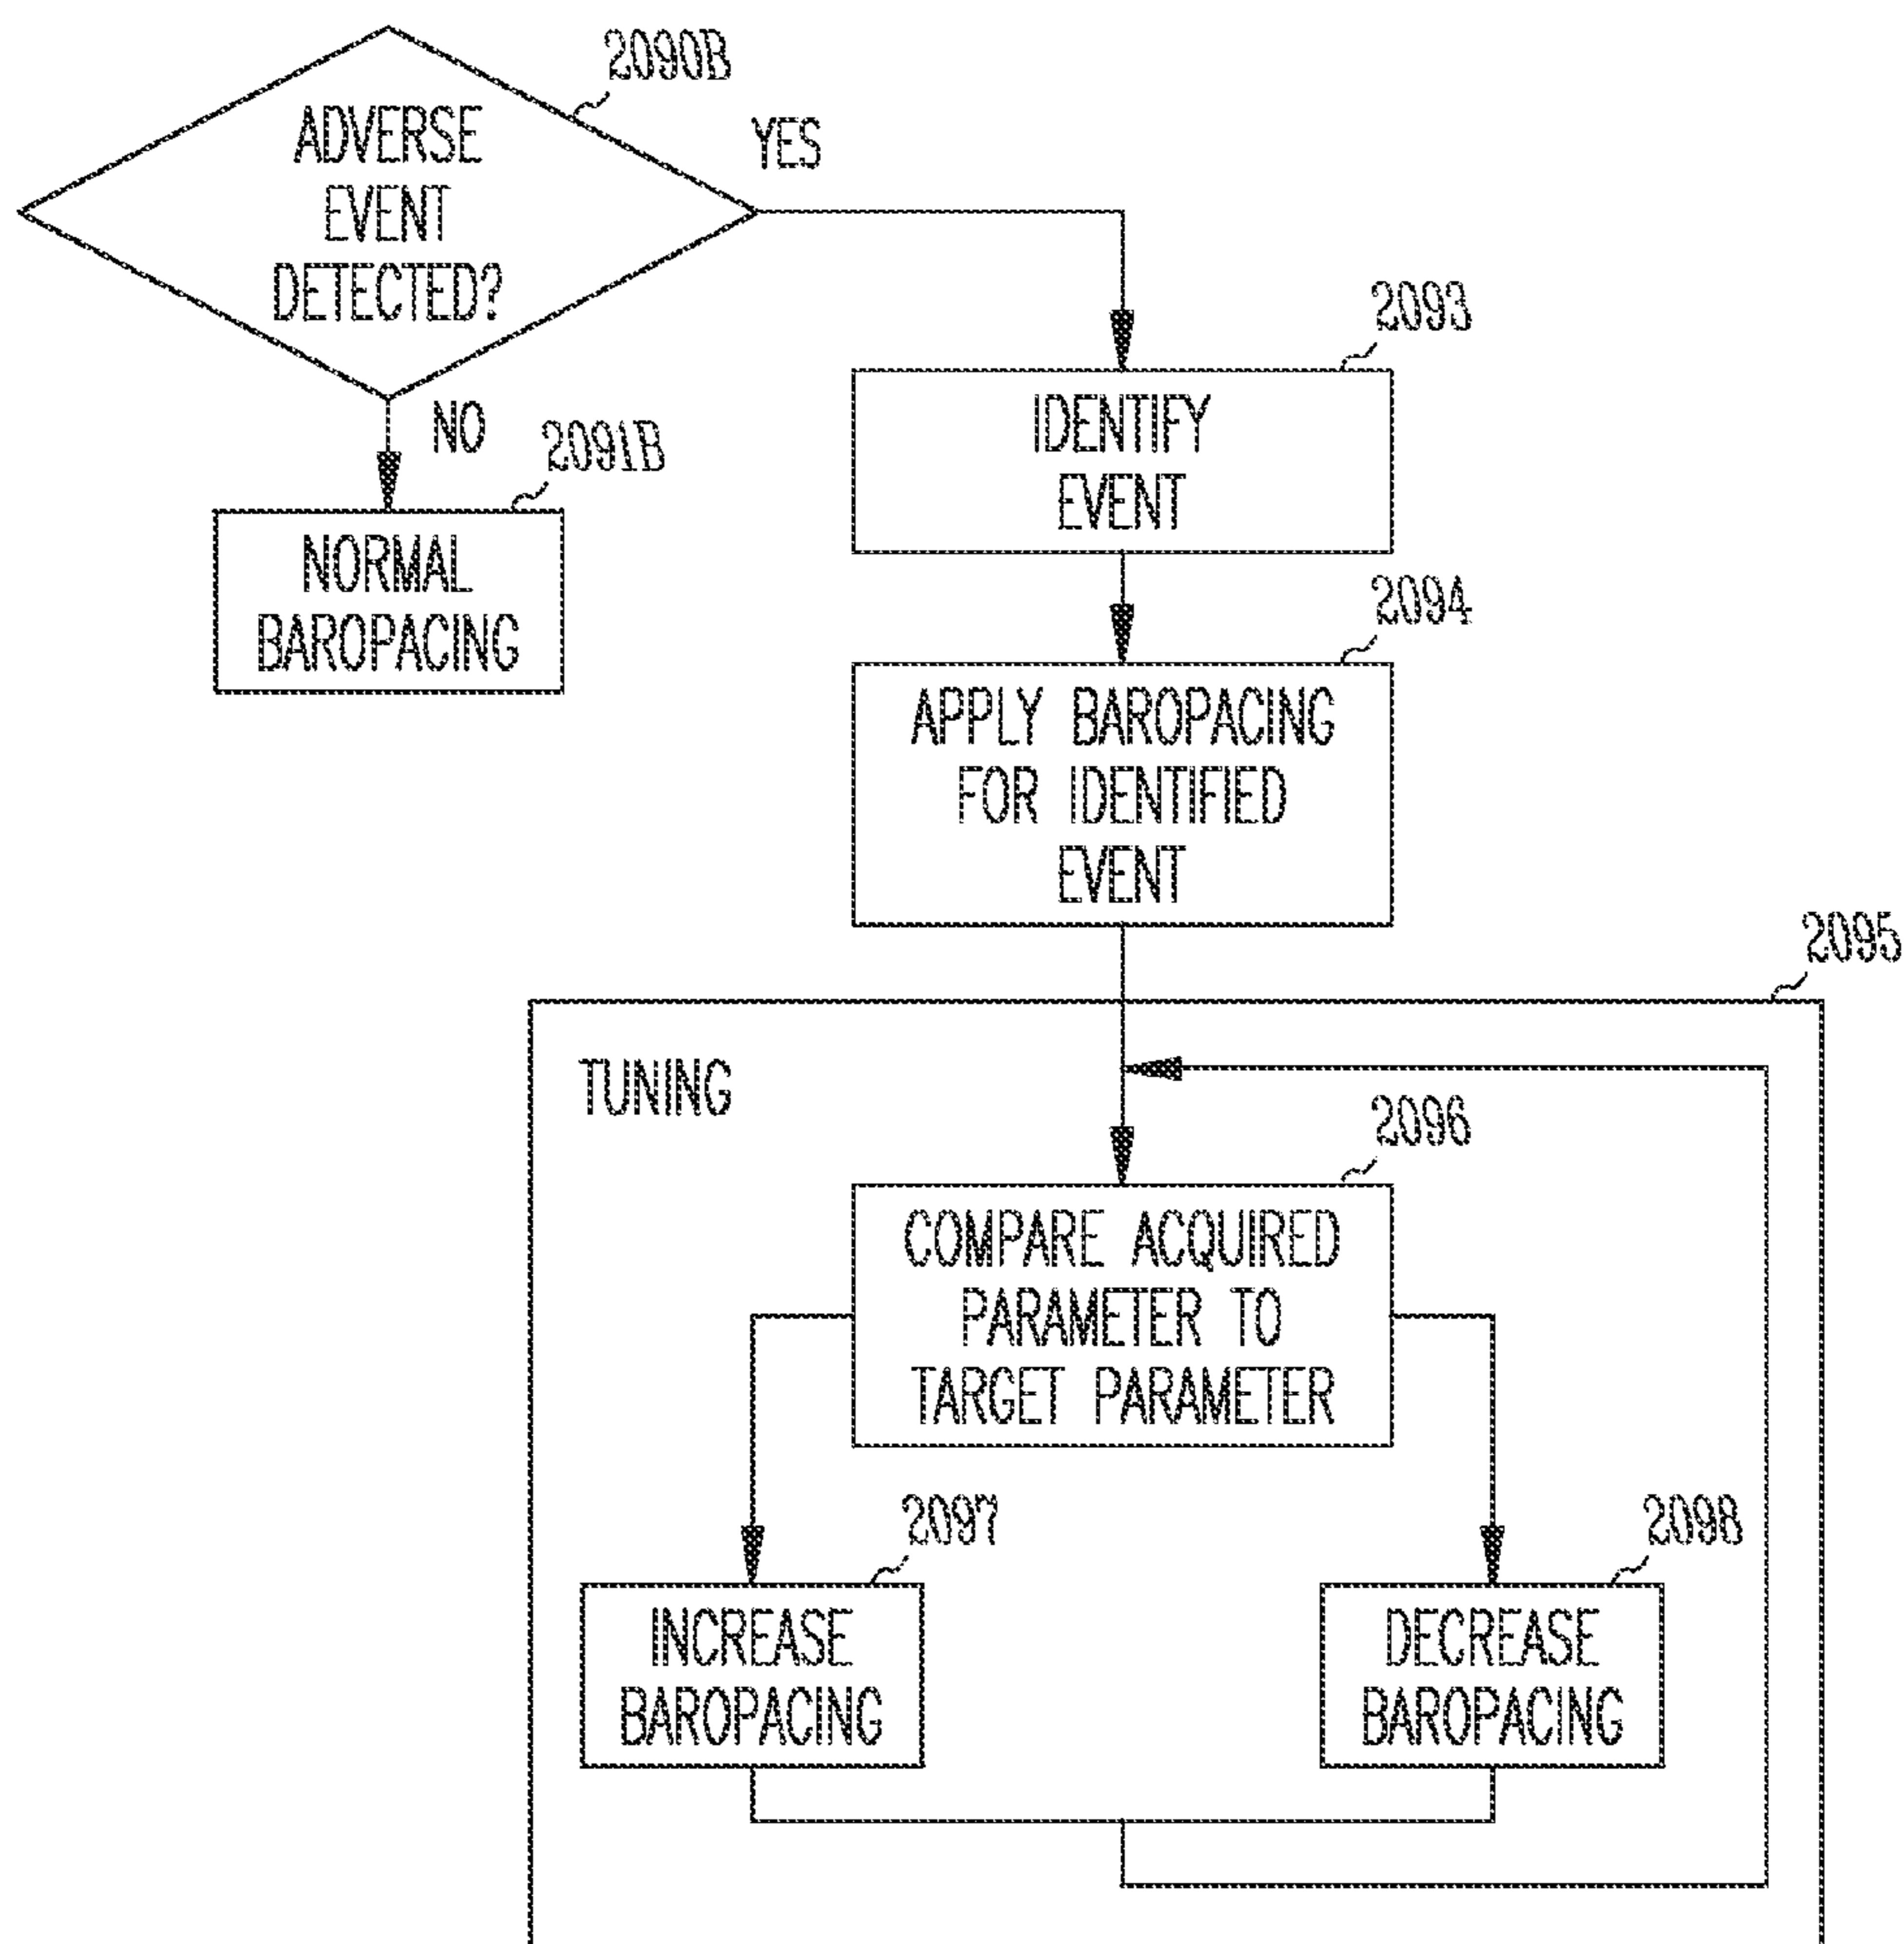 2090B
ADVERSE
EVENT
DETECTED?
YES
NO
2091B
NORMAL
BAROPACING
2093
IDENTIFY
EVENT
2094
APPLY BAROPACING
FOR IDENTIFIED
EVENT
2095
TUNING
2096
COMPARE ACQUIRED
PARAMETER TO
TARGET PARAMETER
2097
INCREASE
BAROPACING
2098
DECREASE
BAROPACING